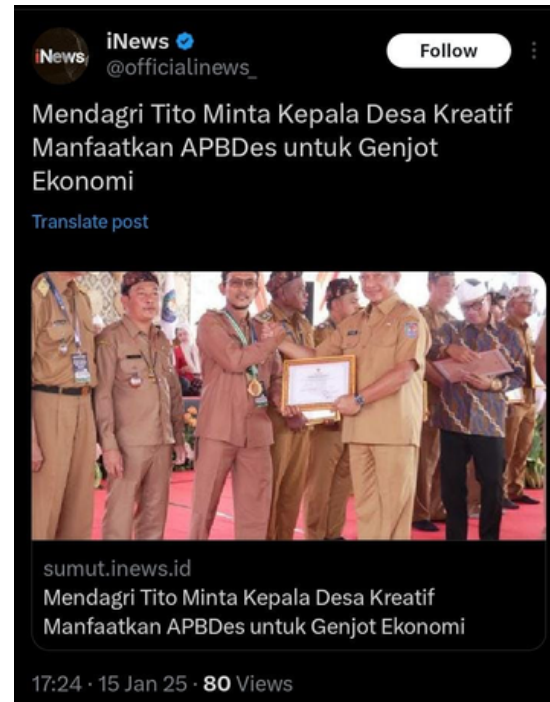 iNews
iNews
@officialinews_
Follow
Mendagri Tito Minta Kepala Desa Kreatif
Manfaatkan APBDes untuk Genjot
Ekonomi
Translate post
sumut.inews.id
Mendagri Tito Minta Kepala Desa Kreatif
Manfaatkan APBDes untuk Genjot Ekonomi
17:24 · 15 Jan 25 · 80 Views